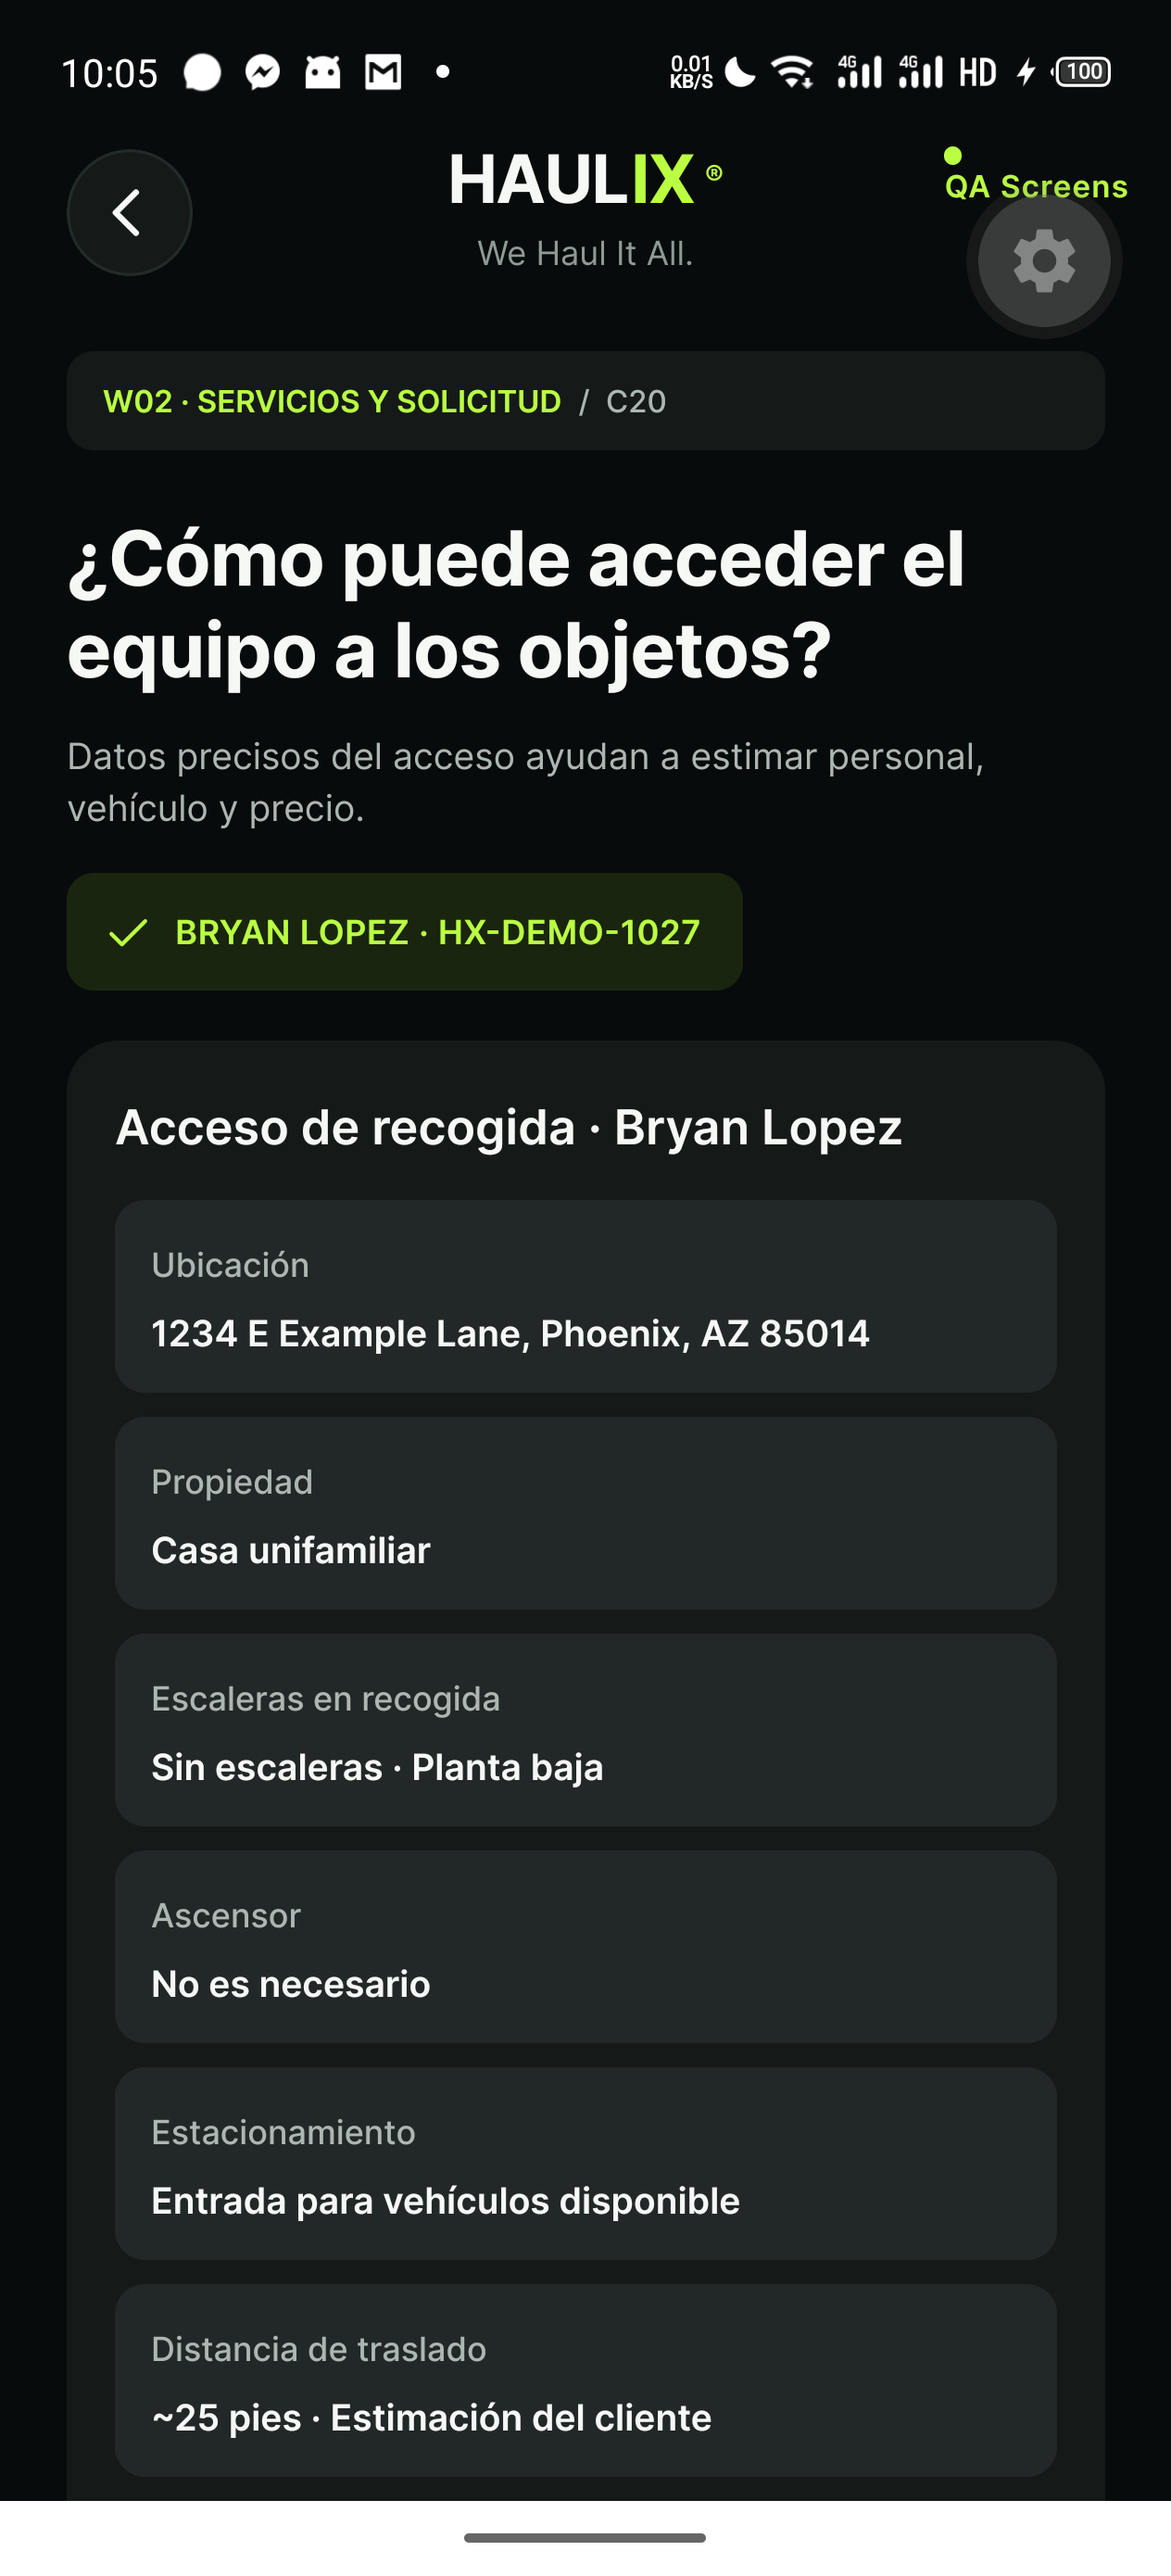 10:05
0.01 KB/S
4G
4G
HD
100
HAULIX®
We Haul It All.
QA Screens
W02 · SERVICIOS Y SOLICITUD / C20
¿Cómo puede acceder el
equipo a los objetos?
Datos precisos del acceso ayudan a estimar personal,
vehículo y precio.
BRYAN LOPEZ · HX-DEMO-1027
Acceso de recogida · Bryan Lopez
Ubicación
1234 E Example Lane, Phoenix, AZ 85014
Propiedad
Casa unifamiliar
Escaleras en recogida
Sin escaleras · Planta baja
Ascensor
No es necesario
Estacionamiento
Entrada para vehículos disponible
Distancia de traslado
~25 pies · Estimación del cliente